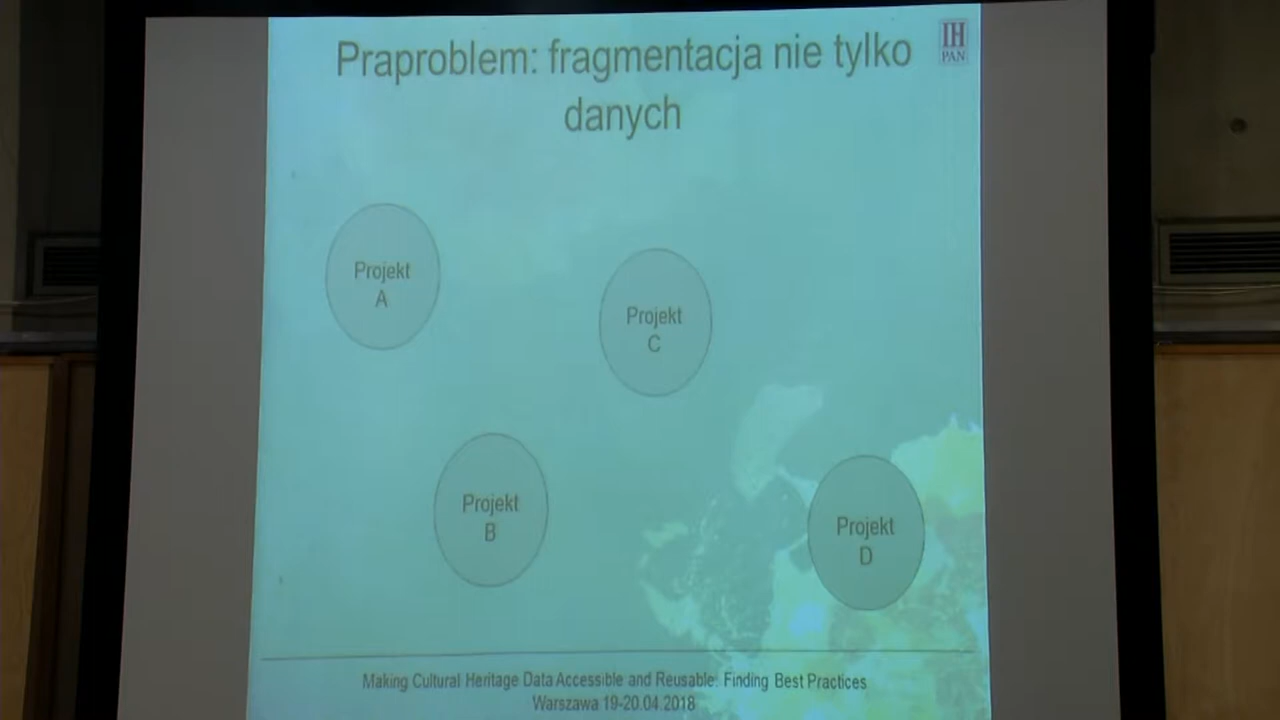 Praproblem: fragmentacja nie tylko
danych
IH
PAN
Projekt
A
Projekt
C
Projekt
B
Projekt
D
Making Cultural Heritage Data Accessible and Reusable: Finding Best Practices
Warszawa 19-20.04.2018